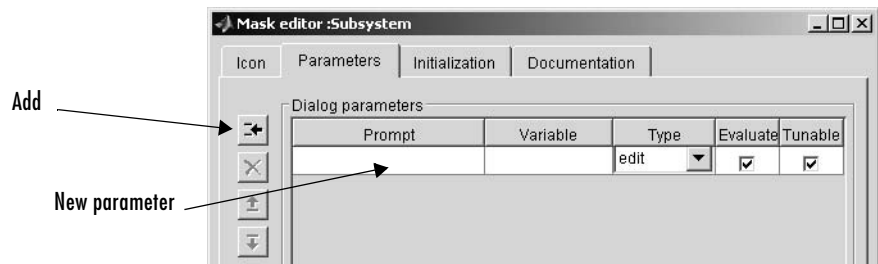 Mask editor :Subsystem
Icon Parameters Initialization Documentation
Add
Dialog parameters
Prompt Variable Type Evaluate Tunable
edit
New parameter